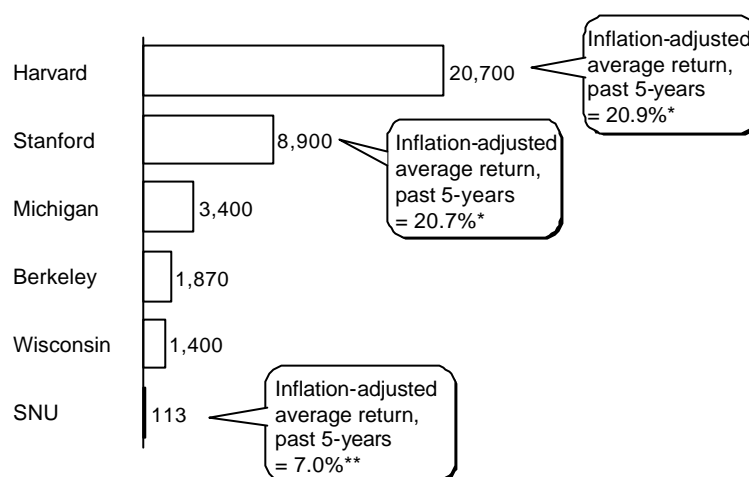 Harvard
20,700
Inflation-adjusted
average return,
past 5-years
= 20.9%*
Stanford
8,900
Inflation-adjusted
average return,
past 5-years
= 20.7%*
Michigan
3,400
Berkeley
1,870
Wisconsin
1,400
SNU
113
Inflation-adjusted
average return,
past 5-years
= 7.0%**